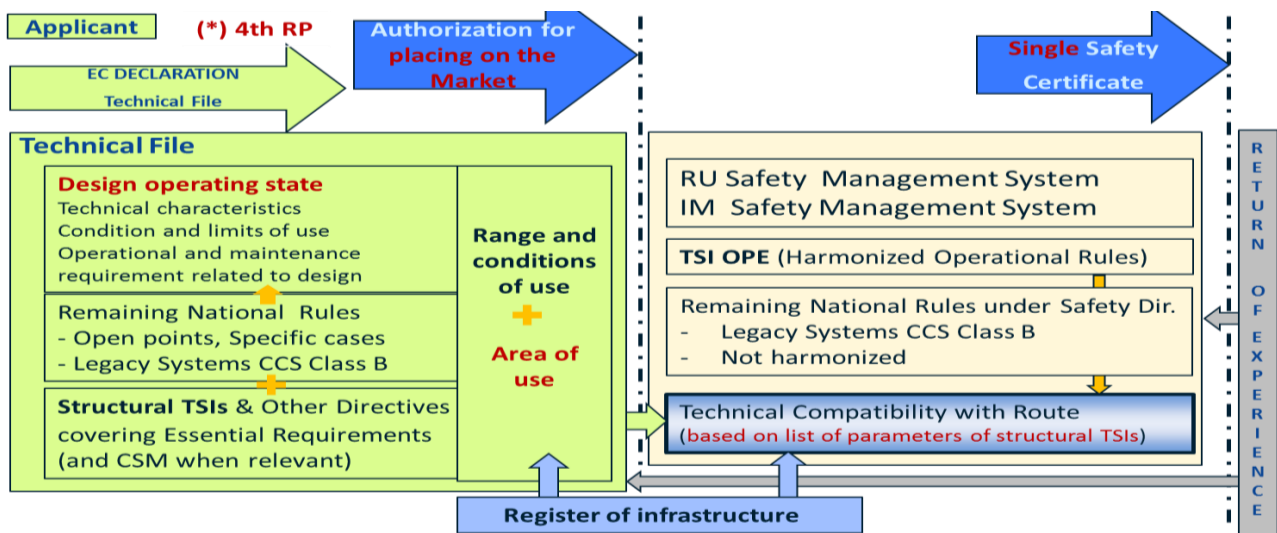 Applicant
(*) 4th RP
EC DECLARATION
Technical File
Authorization for
placing on the
Market
Single Safety
Certificate
Technical File
Design operating state
Technical characteristics
Condition and limits of use
Operational and maintenance
requirement related to design
Remaining National Rules
- Open points, Specific cases
- Legacy Systems CCS Class B
Structural TSIs & Other Directives
covering Essential Requirements
(and CSM when relevant)
Range and
conditions
of use
Area of
use
RU Safety Management System
IM Safety Management System
TSI OPE (Harmonized Operational Rules)
Remaining National Rules under Safety Dir.
- Legacy Systems CCS Class B
- Not harmonized
Technical Compatibility with Route
(based on list of parameters of structural TSIs)
Register of infrastructure
RETURN OF EXPERIENCE